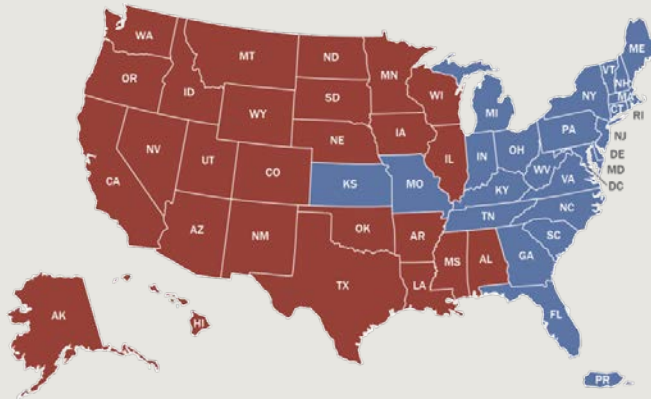 WA
MT
ND
MN
ME
VT
NH
OR
ID
SD
WI
NY
MA
CT
RI
WY
MI
IA
PA
NJ
NE
NV
UT
IL
IN
OH
DE
CO
MD
CA
KS
MO
WV
VA
DC
KY
NC
TN
AZ
NM
OK
AR
SC
MS
AL
GA
TX
LA
AK
HI
FL
PR